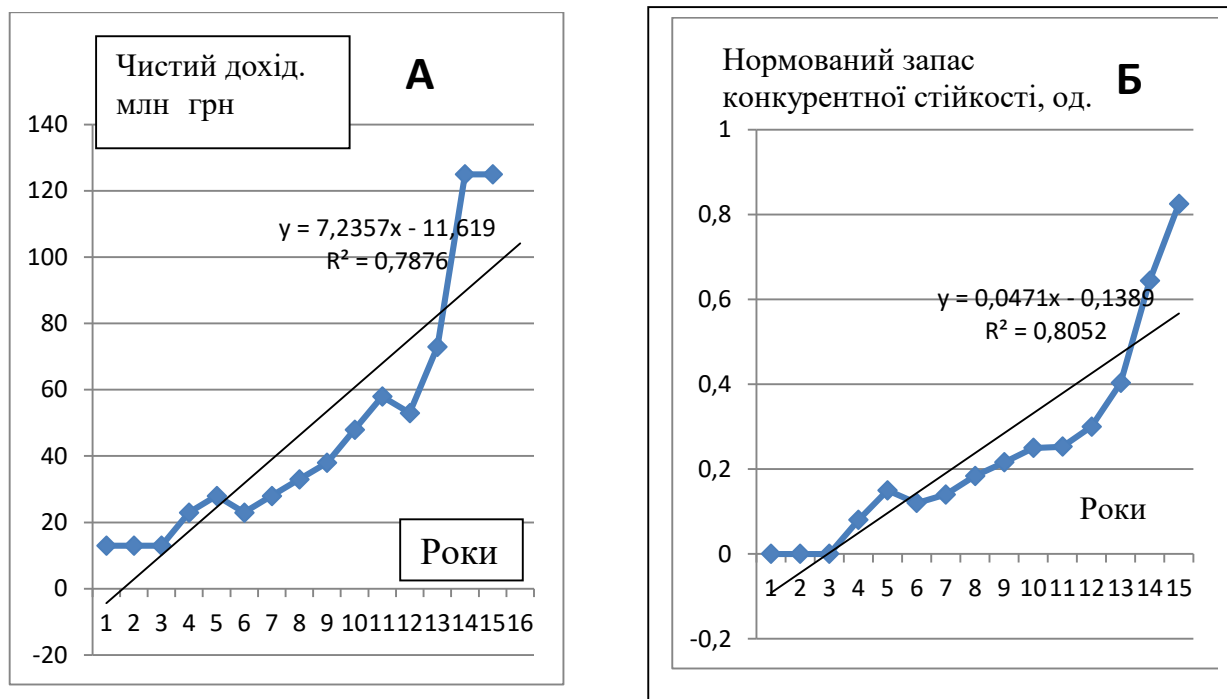 Чистий дохід.
млн грн
А
140
120
100
80
60
40
20
0
-20
y = 7,2357x - 11,619
R² = 0,7876
Роки
1 2 3 4 5 6 7 8 9 10 11 12 13 14 15 16
Нормований запас
конкурентної стійкості, од.
Б
1
0,8
0,6
0,4
0,2
0
-0,2
y = 0,0471x - 0,1389
R² = 0,8052
Роки
1 2 3 4 5 6 7 8 9 10 11 12 13 14 15